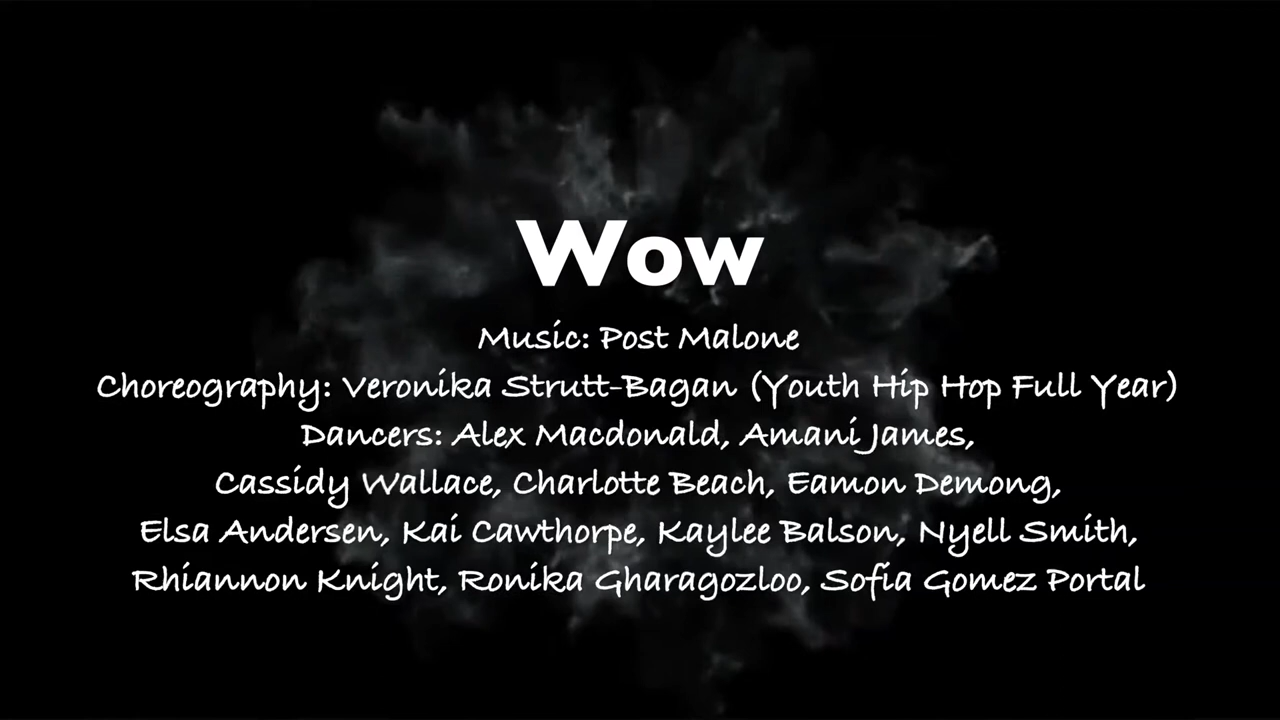 Wow
Music: Post Malone
Choreography: Veronika Strutt-Bagan (Youth Hip Hop Full Year)
Dancers: Alex Macdonald, Amani James,
Cassidy Wallace, Charlotte Beach, Eamon Demong,
Elsa Andersen, Kai Cawthorpe, Kaylee Balson, Nyell Smith,
Rhiannon Knight, Ronika Gharagozloo, Sofia Gomez Portal